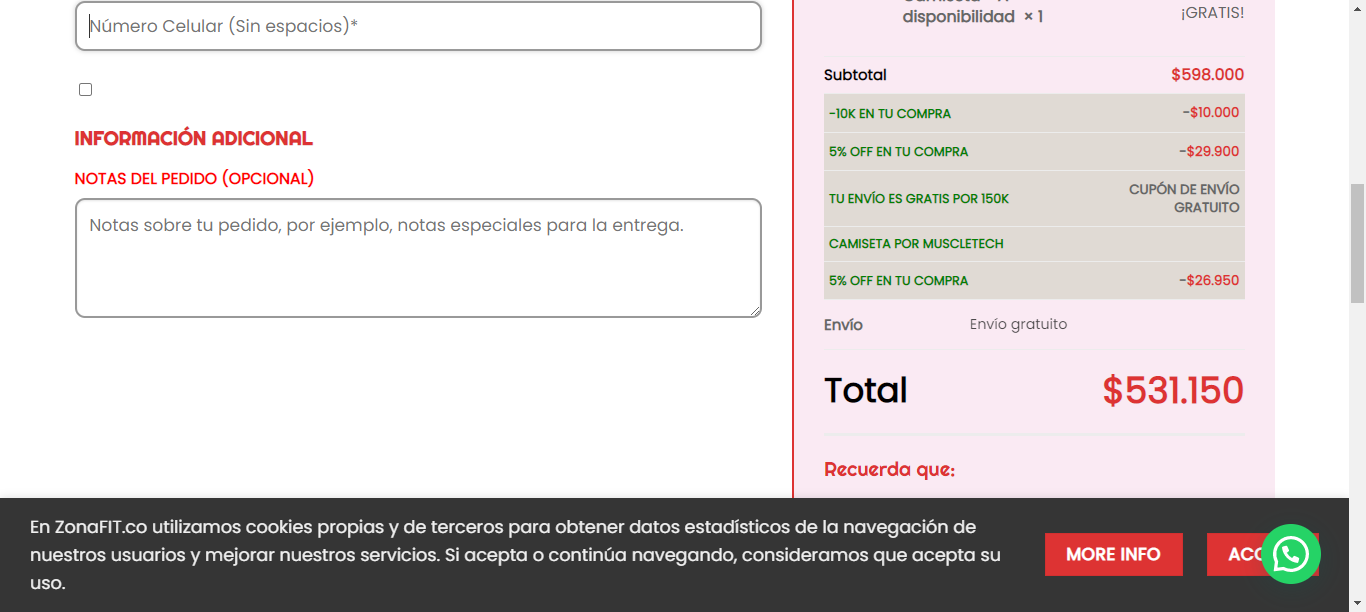 Número Celular (Sin espacios)*
INFORMACIÓN ADICIONAL
NOTAS DEL PEDIDO (OPCIONAL)
Notas sobre tu pedido, por ejemplo, notas especiales para la entrega.
disponibilidad × 1
¡GRATIS!
Subtotal $598.000
-10K EN TU COMPRA -$10.000
5% OFF EN TU COMPRA -$29.900
TU ENVÍO ES GRATIS POR 150K CUPÓN DE ENVÍO
GRATUITO
CAMISETA POR MUSCLETECH
5% OFF EN TU COMPRA -$26.950
Envío Envío gratuito
Total $531.150
Recuerda que:
En ZonaFIT.co utilizamos cookies propias y de terceros para obtener datos estadísticos de la navegación de
nuestros usuarios y mejorar nuestros servicios. Si acepta o continúa navegando, consideramos que acepta su
uso.
MORE INFO